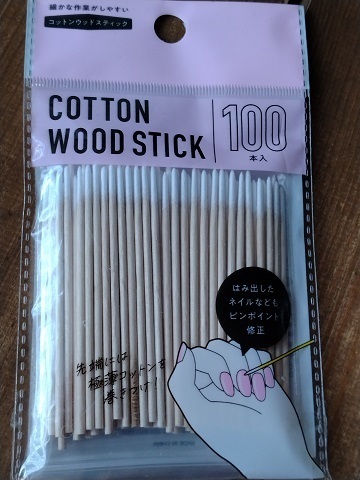 細かな作業がしやすい
コットンウッドスティック
COTTON
WOOD STICK
100
本入
はみ出した
ネイルなども
ピンポイント
修正
先端には
極薄コットンを
巻きつけ!